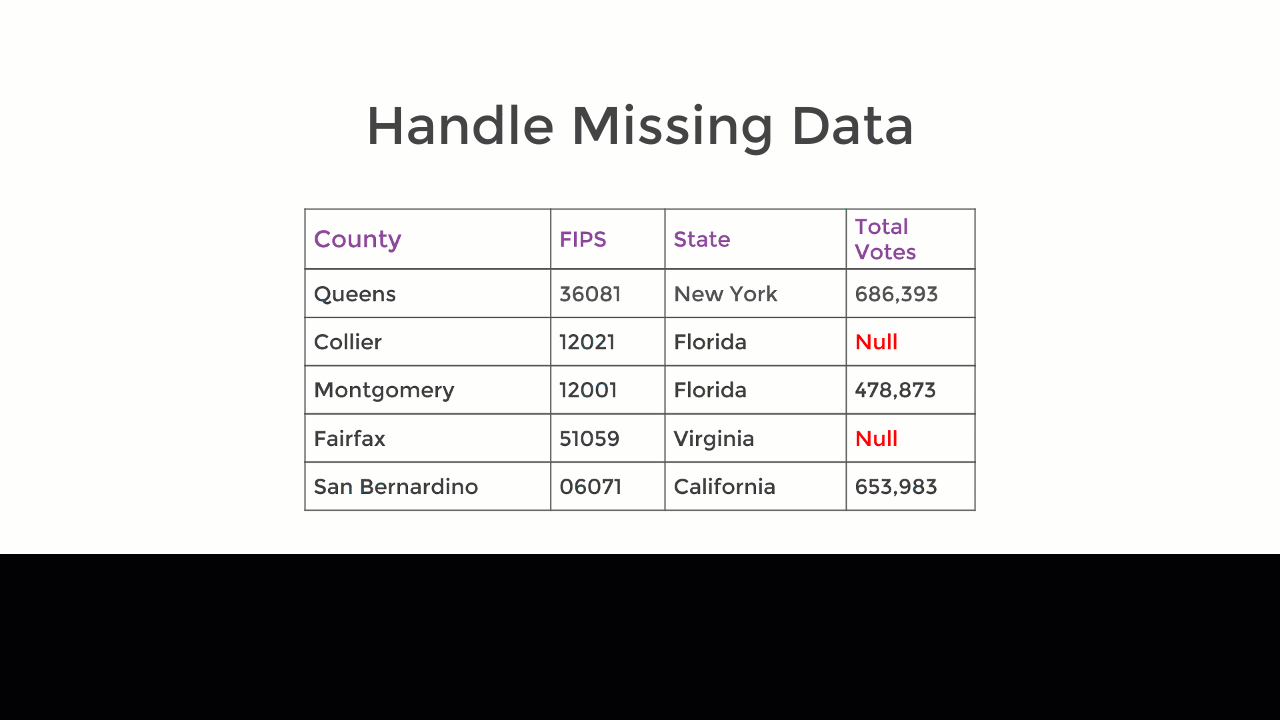 Handle Missing Data
County FIPS State Total Votes
Queens 36081 New York 686,393
Collier 12021 Florida Null
Montgomery 12001 Florida 478,873
Fairfax 51059 Virginia Null
San Bernardino 06071 California 653,983